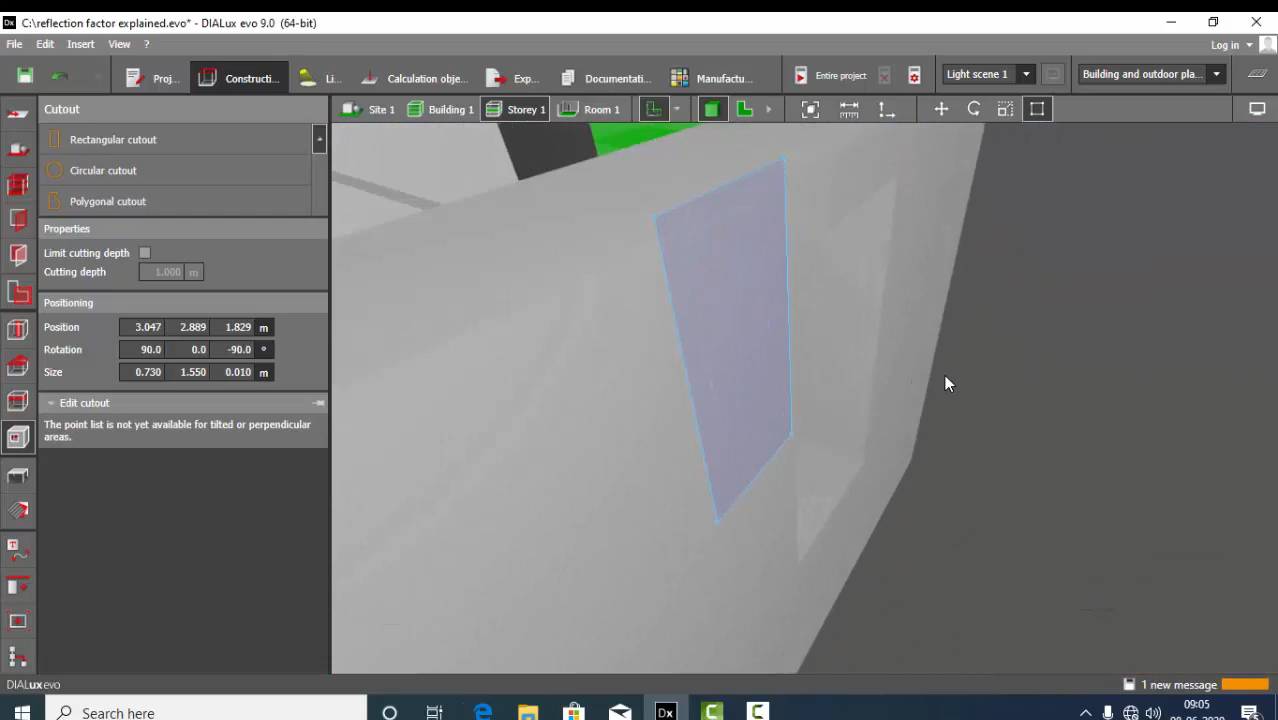 C:\reflection factor explained.evo* - DIALux evo 9.0 (64-bit)
File Edit Insert View ?
Log in
Proj...
Constructi...
Li...
Calculation obje...
Exp...
Documentati...
Manufactu...
Entire project
Light scene 1
Building and outdoor pla...
Cutout
Site 1
Building 1
Storey 1
Room 1
Rectangular cutout
Circular cutout
Polygonal cutout
Properties
Limit cutting depth
Cutting depth 1.000 m
Positioning
Position 3.047 2.889 1.829 m
Rotation 90.0 0.0 -90.0 °
Size 0.730 1.550 0.010 m
Edit cutout
The point list is not yet available for tilted or perpendicular
areas.
DIALux evo
1 new message
Search here
Dx
09:05